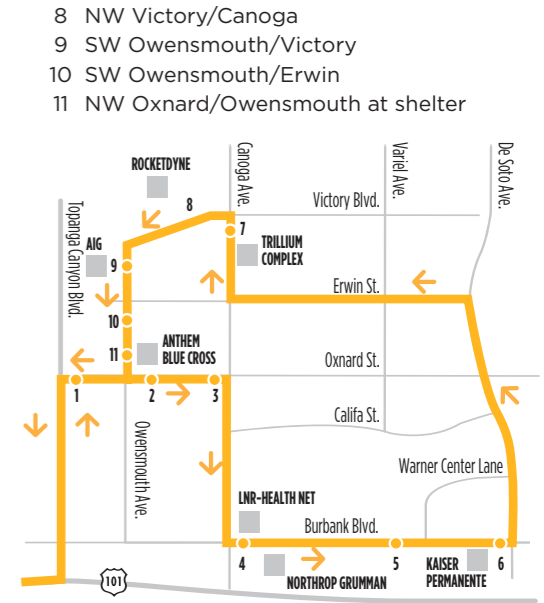 8 NW Victory/Canoga
9 SW Owensmouth/Victory
10 SW Owensmouth/Erwin
11 NW Oxnard/Owensmouth at shelter
ROCKETDYNE
Canoga Ave.
Variel Ave.
De Soto Ave.
Topanga Canyon Blvd.
8
Victory Blvd.
7
AIG
TRILLIUM
COMPLEX
9
Erwin St.
10
ANTHEM
BLUE CROSS
11
Oxnard St.
1
2
3
Califa St.
Owensmouth Ave.
Warner Center Lane
LNR-HEALTH NET
Burbank Blvd.
4
5
6
KAISER
PERMANENTE
NORTHROP GRUMMAN
101